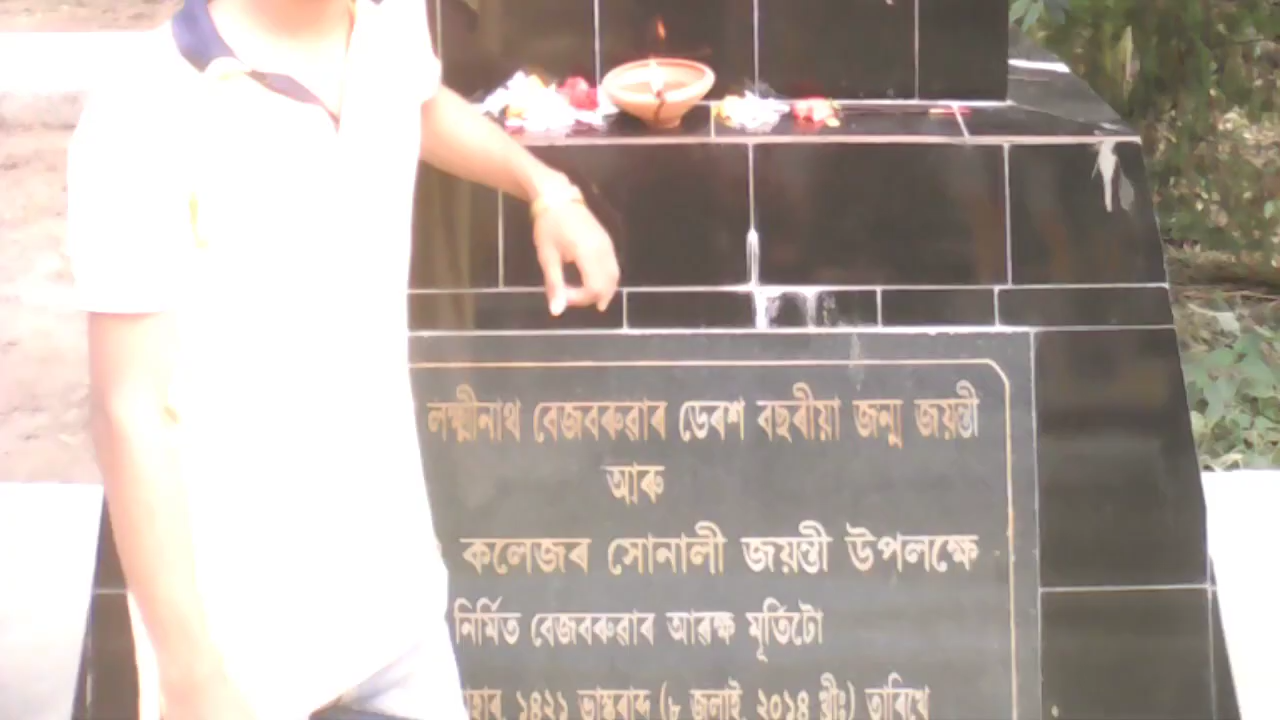 লক্ষ্মীনাথ বেজবৰুৱাৰ ডেৰশ বছৰীয়া জন্ম জয়ন্তী
আৰু
কলেজৰ সোনালী জয়ন্তী উপলক্ষে
নিৰ্মিত বেজবৰুৱাৰ আৱক্ষ মূৰ্তিটো
১৪২১ ভাস্কৰাব্দ (৮ জুলাই, ২০১৪ খ্ৰীঃ) তাৰিখে